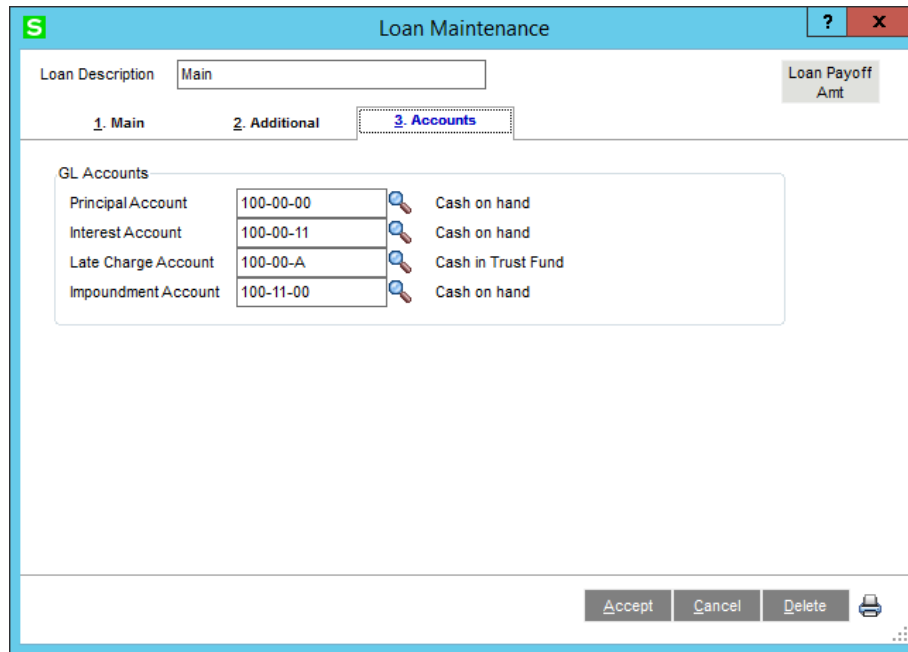 S Loan Maintenance ? x
Loan Description Main
Loan Payoff
Amt
1. Main 2. Additional 3. Accounts
GL Accounts
Principal Account 100-00-00 Cash on hand
Interest Account 100-00-11 Cash on hand
Late Charge Account 100-00-A Cash in Trust Fund
Impoundment Account 100-11-00 Cash on hand
Accept Cancel Delete